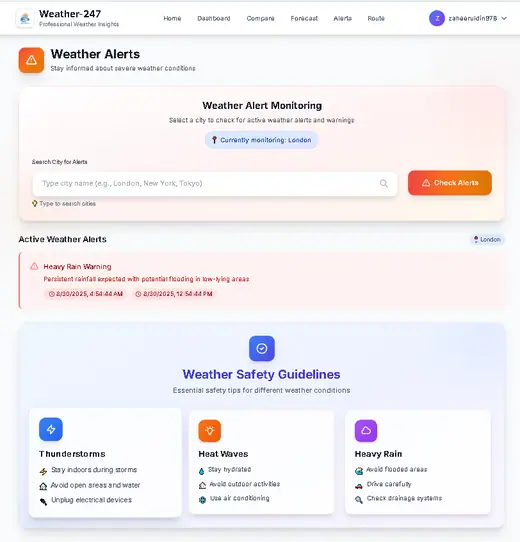 Weather-247
Professional Weather Insights
Home Dashboard Compare Forecast Alerts Route
Z zaheeruldin978
Weather Alerts
Stay informed about severe weather conditions
Weather Alert Monitoring
Select a city to check for active weather alerts and warnings
Currently monitoring: London
Search City for Alerts
Type city name (e.g., London, New York, Tokyo)
Check Alerts
Type to search cities
Active Weather Alerts
London
Heavy Rain Warning
Persistent rainfall expected with potential flooding in low-lying areas
8/30/2025, 4:54:44 AM 8/30/2025, 12:54:44 PM
Weather Safety Guidelines
Essential safety tips for different weather conditions
Thunderstorms
Stay indoors during storms
Avoid open areas and water
Unplug electrical devices
Heat Waves
Stay hydrated
Avoid outdoor activities
Use air conditioning
Heavy Rain
Avoid flooded areas
Drive carefully
Check drainage systems